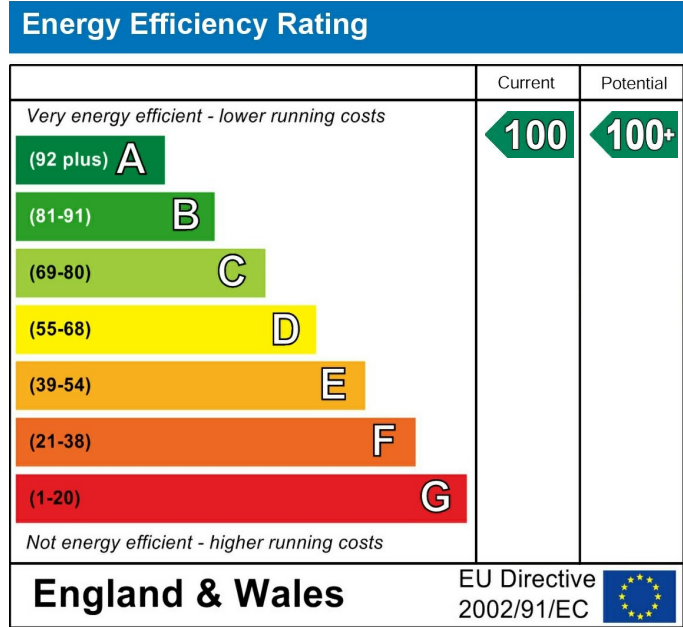 Energy Efficiency Rating
Current Potential
Very energy efficient - lower running costs
100 100+
(92 plus) A
(81-91) B
(69-80) C
(55-68) D
(39-54) E
(21-38) F
(1-20) G
Not energy efficient - higher running costs
England & Wales
EU Directive
2002/91/EC